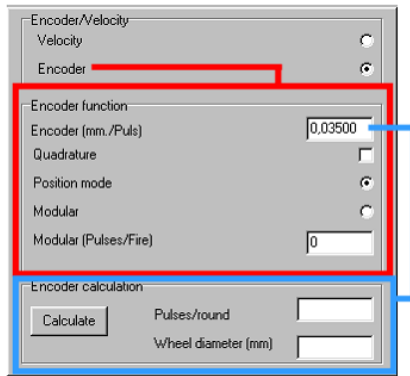 Encoder/Velocity
Velocity
Encoder
Encoder function
Encoder (mm./Puls) 0,03500
Quadrature
Position mode
Modular
Modular (Pulses/Fire) 0
Encoder calculation
Calculate Pulses/round
Wheel diameter (mm)